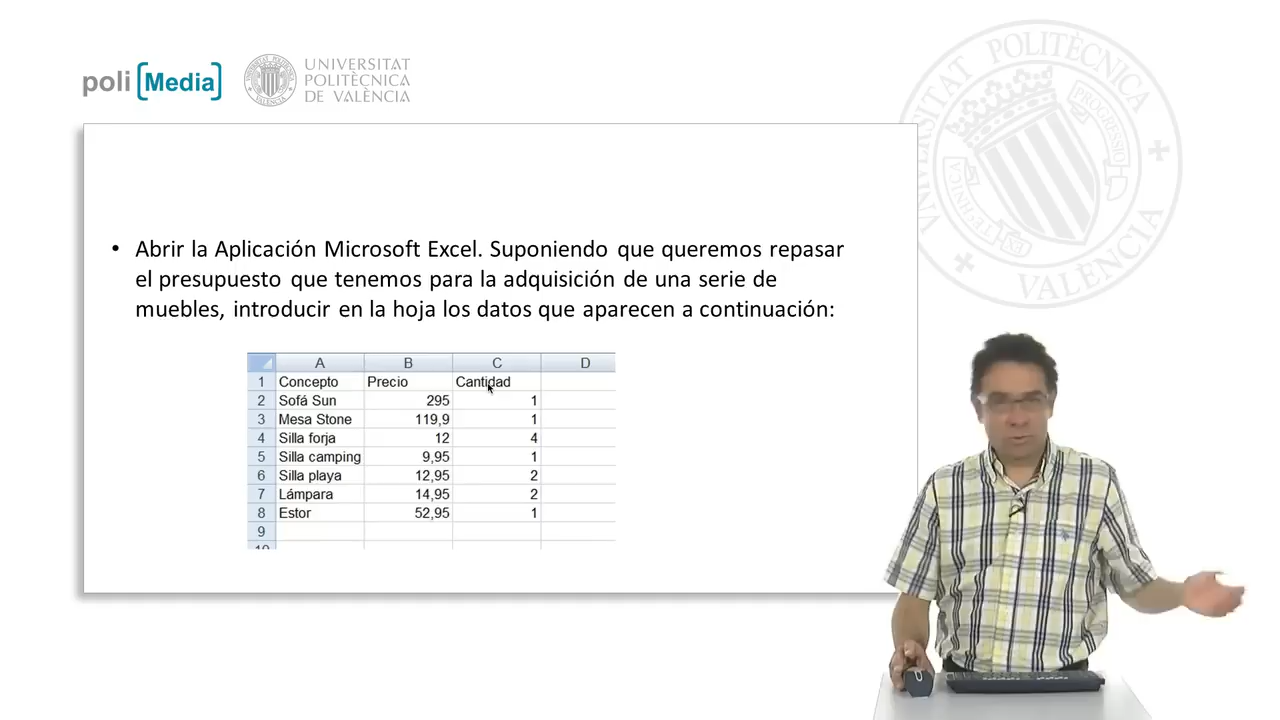 poli [Media]
UNIVERSITAT
POLITÈCNICA
DE VALÈNCIA
UNIVERSITAT POLITÈCNICA
VALÈNCIA
• Abrir la Aplicación Microsoft Excel. Suponiendo que queremos repasar
el presupuesto que tenemos para la adquisición de una serie de
muebles, introducir en la hoja los datos que aparecen a continuación:
A B C D
1 Concepto Precio Cantidad
2 Sofá Sun 295 1
3 Mesa Stone 119,9 1
4 Silla forja 12 4
5 Silla camping 9,95 1
6 Silla playa 12,95 2
7 Lámpara 14,95 2
8 Estor 52,95 1
9
10